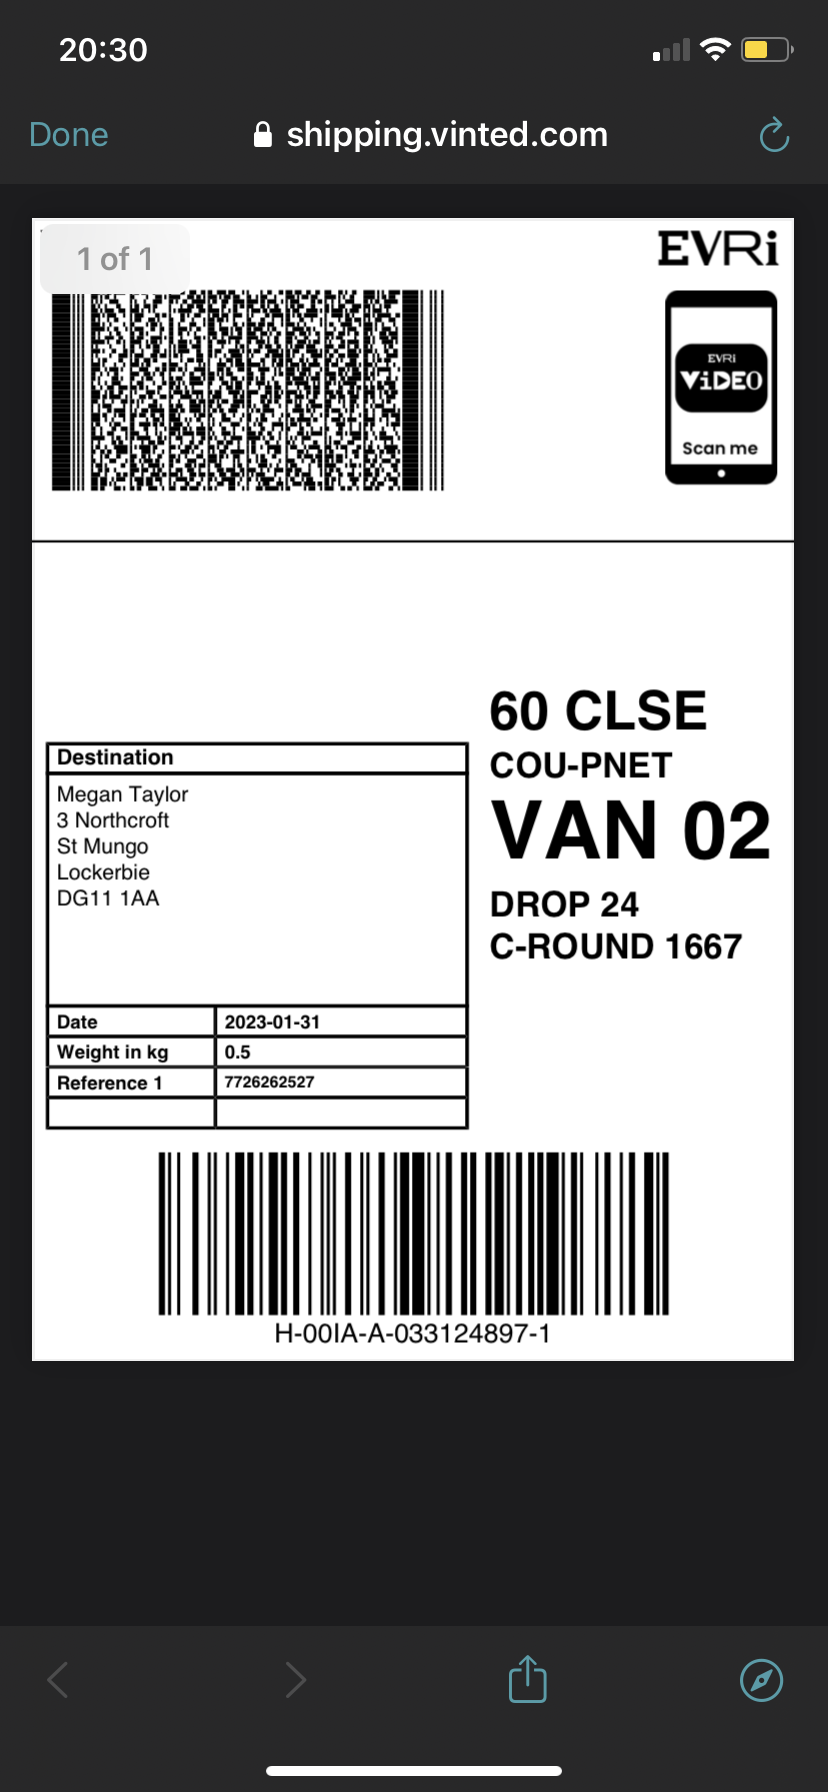 20:30
Done
shipping.vinted.com
1 of 1
EVRi
EVRi
ViDEO
Scan me
60 CLSE
COU-PNET
VAN 02
DROP 24
C-ROUND 1667
Destination
Megan Taylor
3 Northcroft
St Mungo
Lockerbie
DG11 1AA
Date 2023-01-31
Weight in kg 0.5
Reference 1 7726262527
H-00IA-A-033124897-1